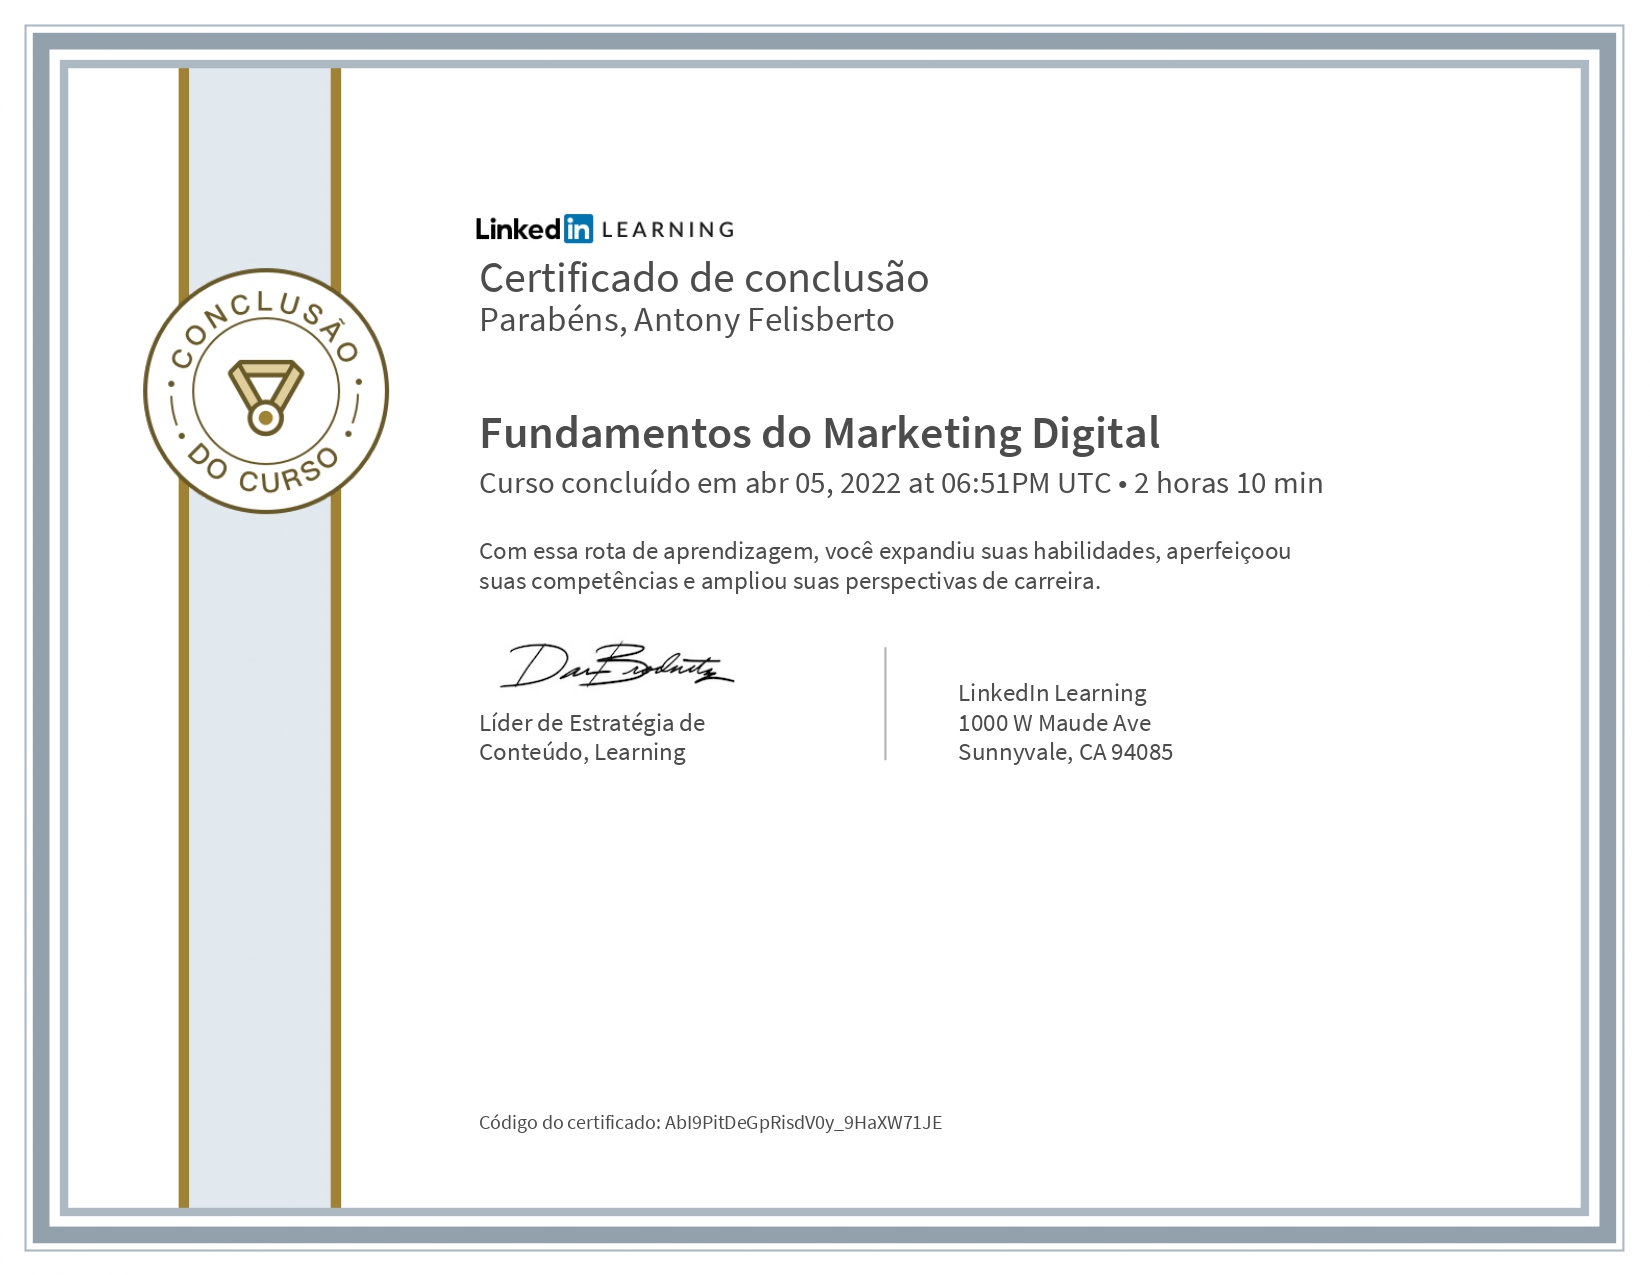 LinkedIn LEARNING
Certificado de conclusão
Parabéns, Antony Felisberto
CONCLUSÃO
DO CURSO
Fundamentos do Marketing Digital
Curso concluído em abr 05, 2022 at 06:51PM UTC • 2 horas 10 min
Com essa rota de aprendizagem, você expandiu suas habilidades, aperfeiçoou
suas competências e ampliou suas perspectivas de carreira.
Líder de Estratégia de
Conteúdo, Learning
LinkedIn Learning
1000 W Maude Ave
Sunnyvale, CA 94085
Código do certificado: AbI9PitDeGpRisdV0y_9HaXW71JE